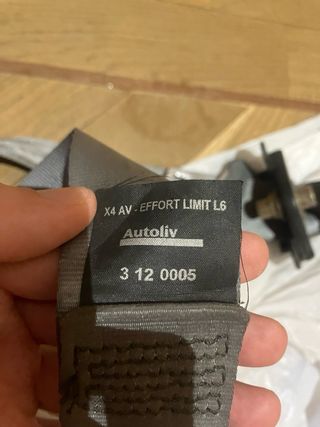 X4 AV - EFFORT LIMIT L6
Autoliv
3 12 0005